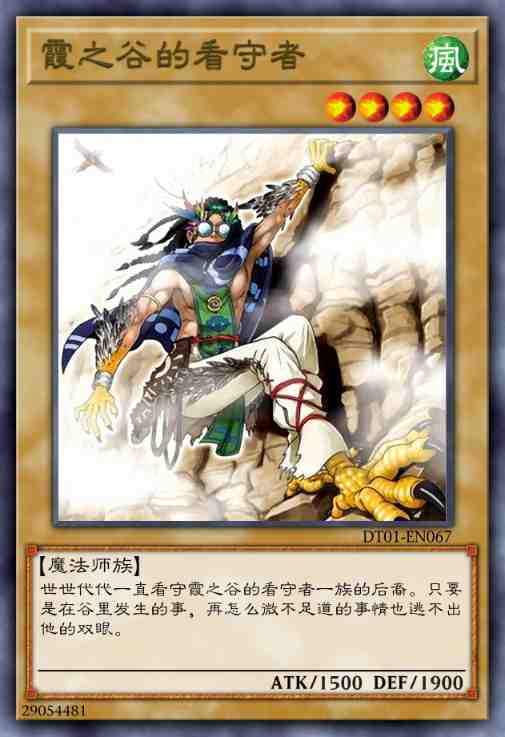 霞之谷的看守者
風
DT01-EN067
【魔法师族】
世世代代一直看守霞之谷的看守者一族的后裔。只要
是在谷里发生的事，再怎么微不足道的事情也逃不出
他的双眼。
ATK/1500 DEF/1900
29054481